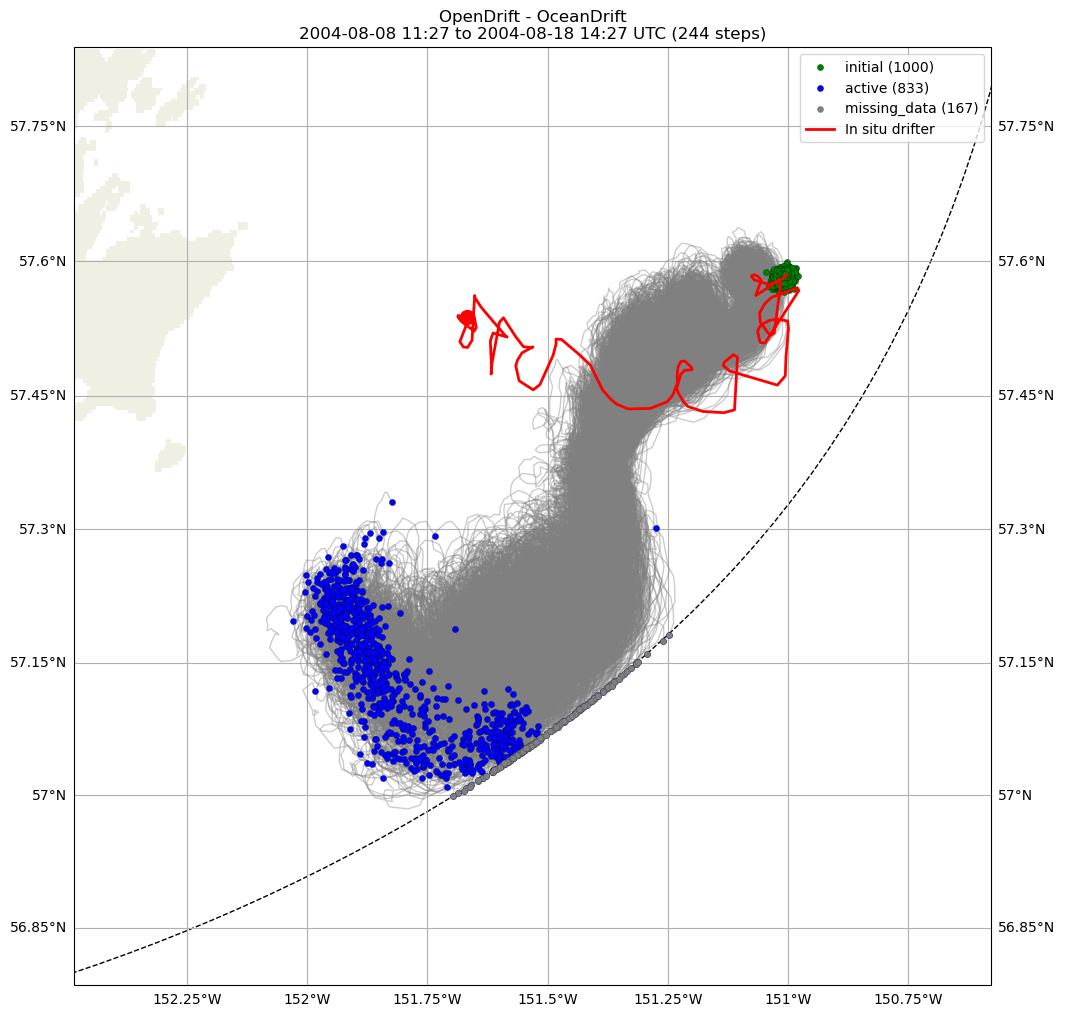 OpenDrift - OceanDrift
2004-08-08 11:27 to 2004-08-18 14:27 UTC (244 steps)
initial (1000)
active (833)
missing_data (167)
In situ drifter
57.75°N
57.75°N
57.6°N
57.6°N
57.45°N
57.45°N
57.3°N
57.3°N
57.15°N
57.15°N
57°N
57°N
56.85°N
56.85°N
152.25°W
152°W
151.75°W
151.5°W
151.25°W
151°W
150.75°W